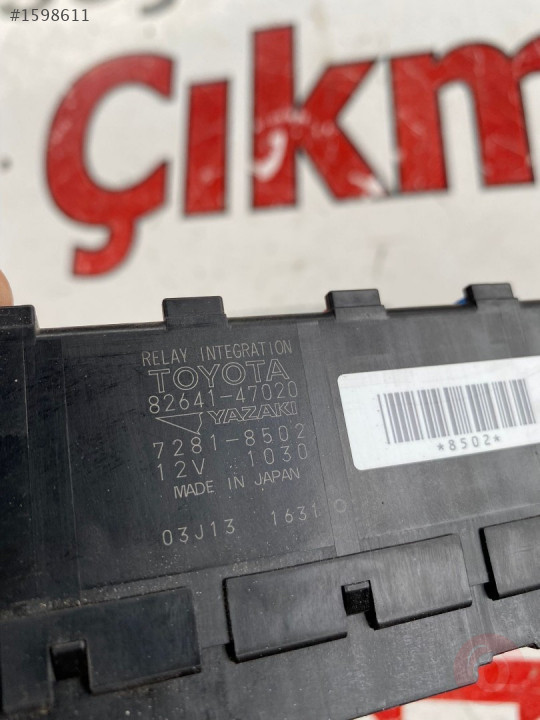 #1598611
Çıkm
RELAY INTEGRATION
TOYOTA
82641-47020
YAZAKI
7281-8502
12V 1030
MADE IN JAPAN
03J13 1631
*8502*